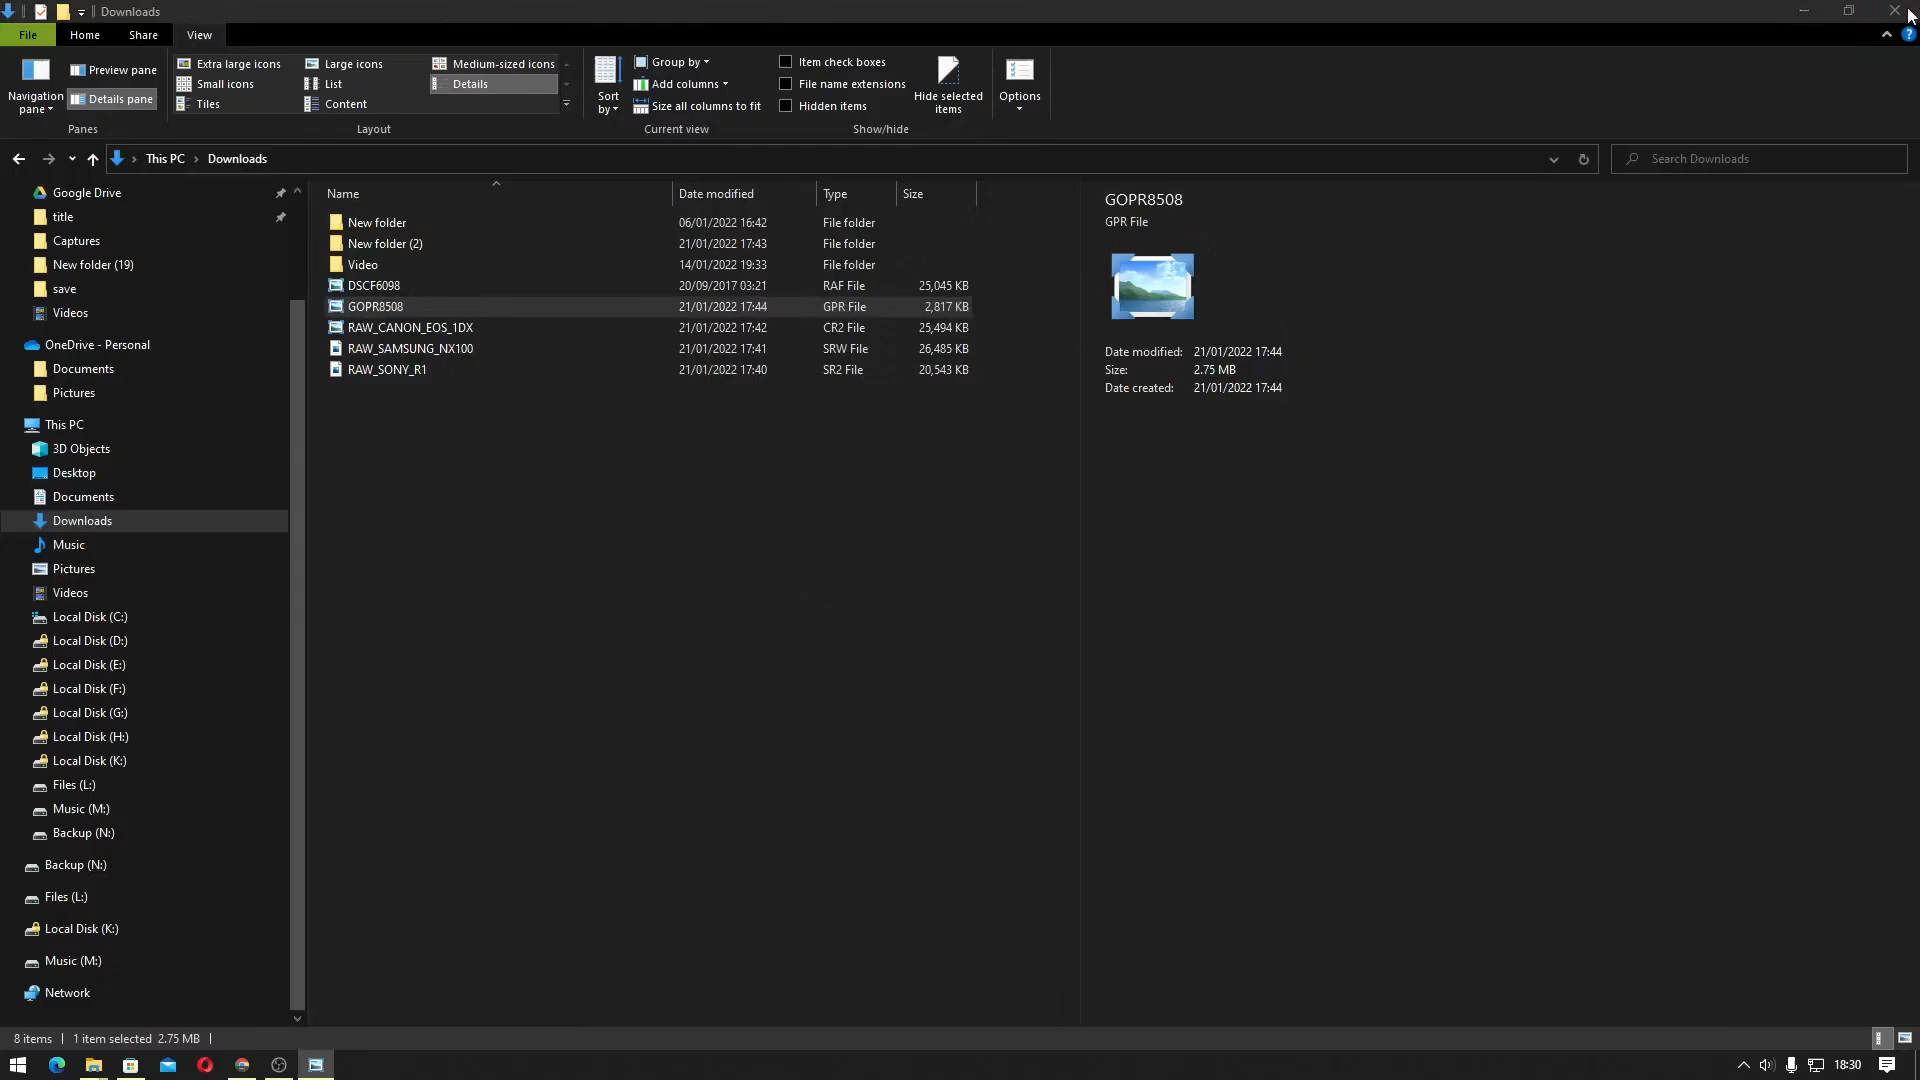 Downloads
File Home Share View
Navigation pane
Preview pane
Details pane
Panes
Extra large icons Large icons Medium-sized icons
Small icons List Details
Tiles Content
Layout
Sort by
Group by
Add columns
Size all columns to fit
Current view
Item check boxes
File name extensions
Hidden items
Hide selected items
Show/hide
Options
This PC Downloads
Search Downloads
Google Drive
title
Captures
New folder (19)
save
Videos
OneDrive - Personal
Documents
Pictures
This PC
3D Objects
Desktop
Documents
Downloads
Music
Pictures
Videos
Local Disk (C:)
Local Disk (D:)
Local Disk (E:)
Local Disk (F:)
Local Disk (G:)
Local Disk (H:)
Local Disk (K:)
Files (L:)
Music (M:)
Backup (N:)
Backup (N:)
Files (L:)
Local Disk (K:)
Music (M:)
Network
Name Date modified Type Size
New folder 06/01/2022 16:42 File folder
New folder (2) 21/01/2022 17:43 File folder
Video 14/01/2022 19:33 File folder
DSCF6098 20/09/2017 03:21 RAF File 25,045 KB
GOPR8508 21/01/2022 17:44 GPR File 2,817 KB
RAW_CANON_EOS_1DX 21/01/2022 17:42 CR2 File 25,494 KB
RAW_SAMSUNG_NX100 21/01/2022 17:41 SRW File 26,485 KB
RAW_SONY_R1 21/01/2022 17:40 SR2 File 20,543 KB
GOPR8508
GPR File
Date modified: 21/01/2022 17:44
Size: 2.75 MB
Date created: 21/01/2022 17:44
8 items 1 item selected 2.75 MB
18:30